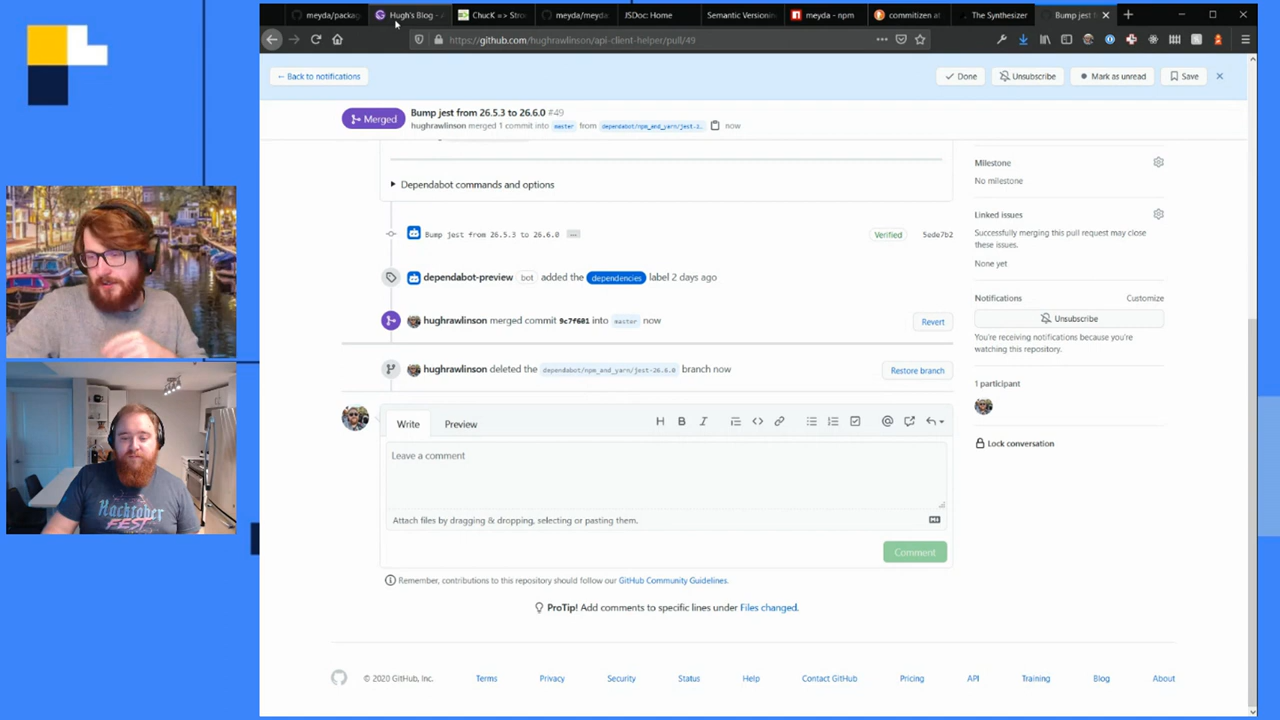 meyda/packag
Hugh's Blog -
ChucK => Stro
meyda/meyda
JSDoc: Home
Semantic Versionin
meyda - npm
commitizen at
The Synthesizer
Bump jest
https://github.com/hughrawlinson/api-client-helper/pull/49
← Back to notifications
Done
Unsubscribe
Mark as unread
Save
Merged
Bump jest from 26.5.3 to 26.6.0 #49
hughrawlinson merged 1 commit into master from dependabot/npm_and_yarn/jest-2… now
Dependabot commands and options
Bump jest from 26.5.3 to 26.6.0 …
Verified
5ede7b2
dependabot-preview bot added the dependencies label 2 days ago
hughrawlinson merged commit 9c7f601 into master now
Revert
hughrawlinson deleted the dependabot/npm_and_yarn/jest-26.6.0 branch now
Restore branch
Write
Preview
Leave a comment
Attach files by dragging & dropping, selecting or pasting them.
Comment
Remember, contributions to this repository should follow our GitHub Community Guidelines.
ProTip! Add comments to specific lines under Files changed.
Milestone
No milestone
Linked issues
Successfully merging this pull request may close
these issues.
None yet
Notifications
Customize
Unsubscribe
You're receiving notifications because you're
watching this repository.
1 participant
Lock conversation
Hacktober
FEST
© 2020 GitHub, Inc.
Terms
Privacy
Security
Status
Help
Contact GitHub
Pricing
API
Training
Blog
About